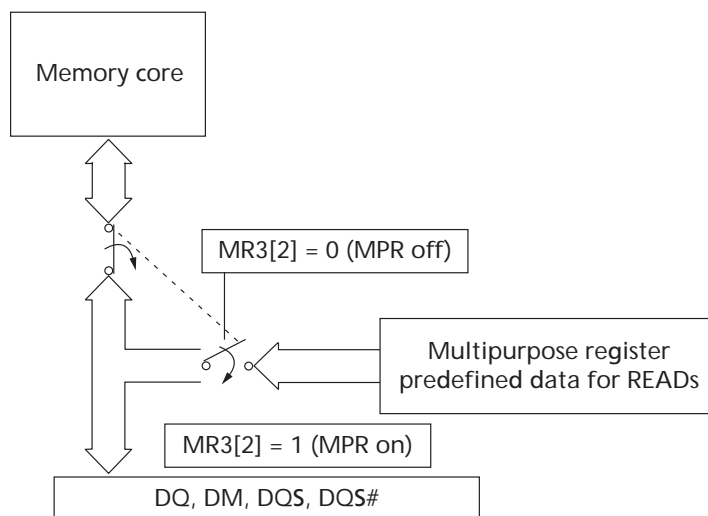 Memory core
MR3[2] = 0 (MPR off)
Multipurpose register
predefined data for READs
MR3[2] = 1 (MPR on)
DQ, DM, DQS, DQS#